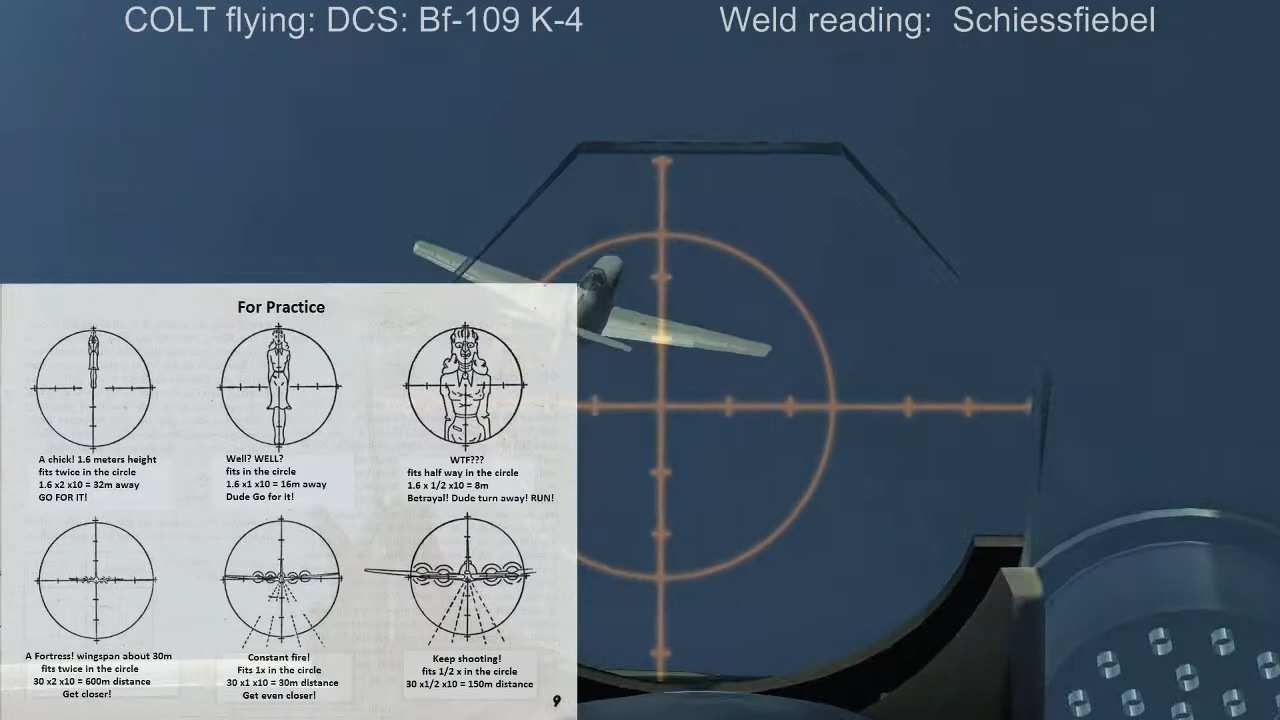 COLT flying: DCS: Bf-109 K-4
Weld reading: Schiessfiebel
For Practice
A chick! 1.6 meters height
fits twice in the circle
1.6 x2 x10 = 32m away
GO FOR IT!
Well? WELL?
fits in the circle
1.6 x1 x10 = 16m away
Dude Go for it!
WTF???
fits half way in the circle
1.6 x 1/2 x10 = 8m
Betrayal! Dude turn away! RUN!
A Fortress! wingspan about 30m
fits twice in the circle
30 x2 x10 = 600m distance
Get closer!
Constant fire!
Fits 1x in the circle
30 x1 x10 = 30m distance
Get even closer!
Keep shooting!
fits 1/2 x in the circle
30 x1/2 x10 = 150m distance
9